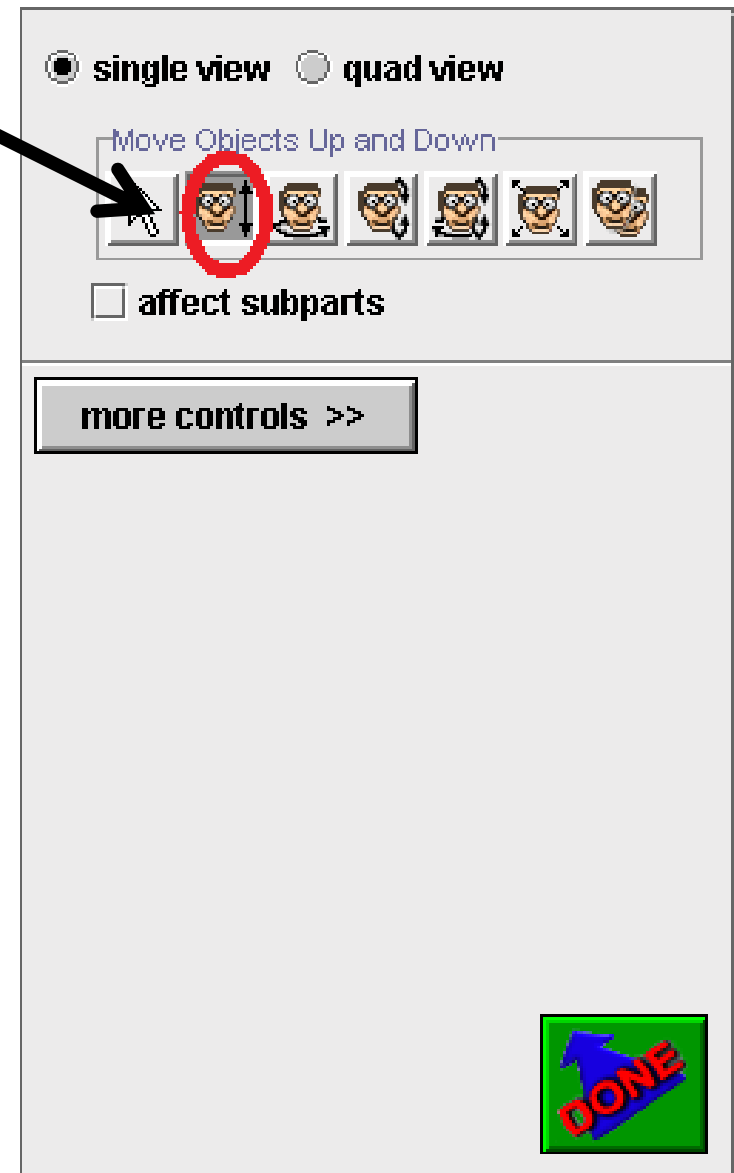 single view quad view
Move Objects Up and Down
affect subparts
more controls >>
DONE